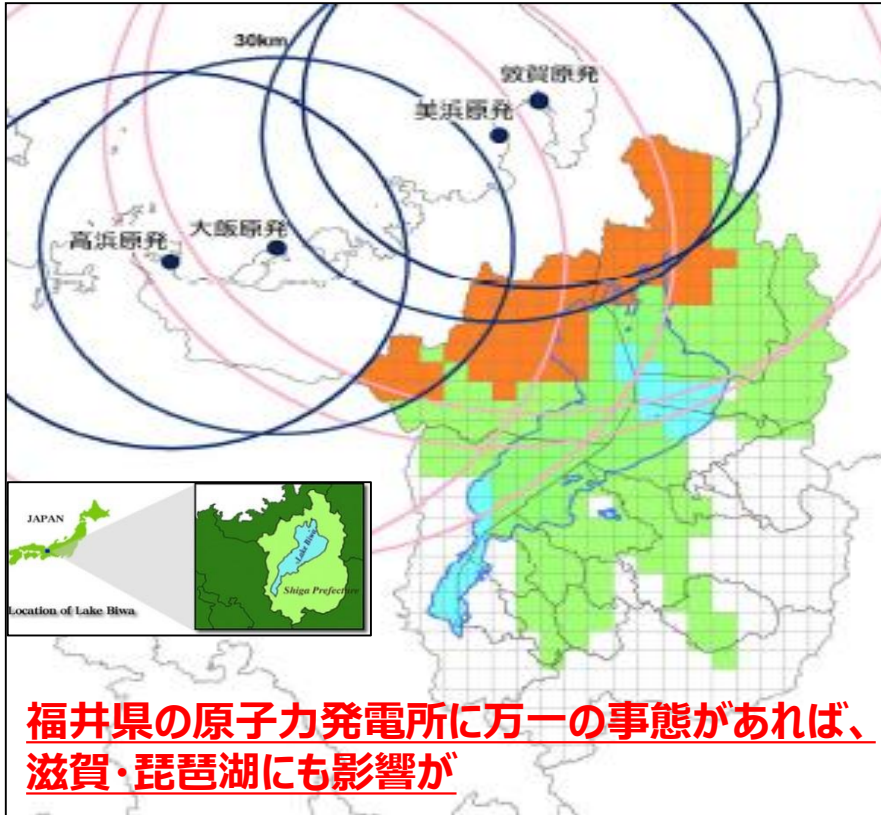 30km
敦賀原発
美浜原発
大飯原発
高浜原発
JAPAN
Lake Biwa
Shiga Prefecture
Location of Lake Biwa
福井県の原子力発電所に万一の事態があれば、
滋賀・琵琶湖にも影響が